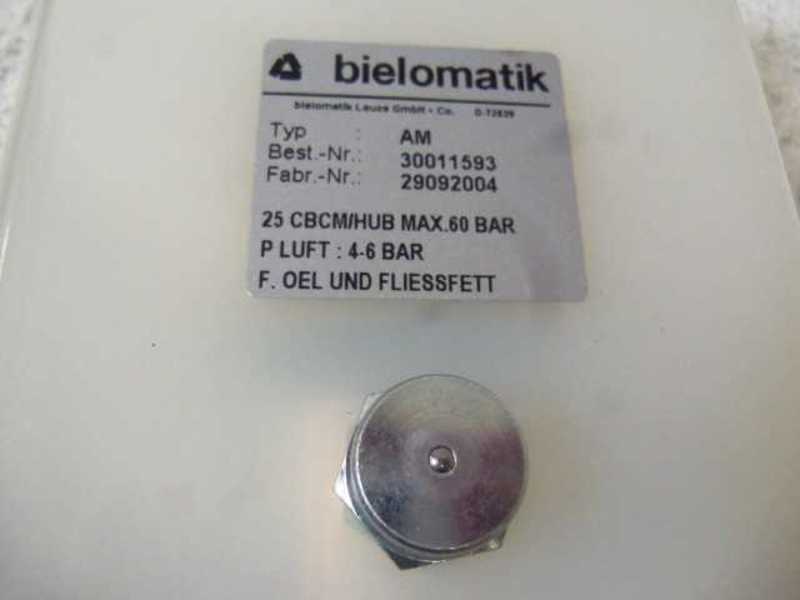 bielomatik
bielomatik Leuze GmbH + Co. D-72639
Typ : AM
Best.-Nr.: 30011593
Fabr.-Nr.: 29092004
25 CBCM/HUB MAX.60 BAR
P LUFT : 4-6 BAR
F. OEL UND FLIESSFETT